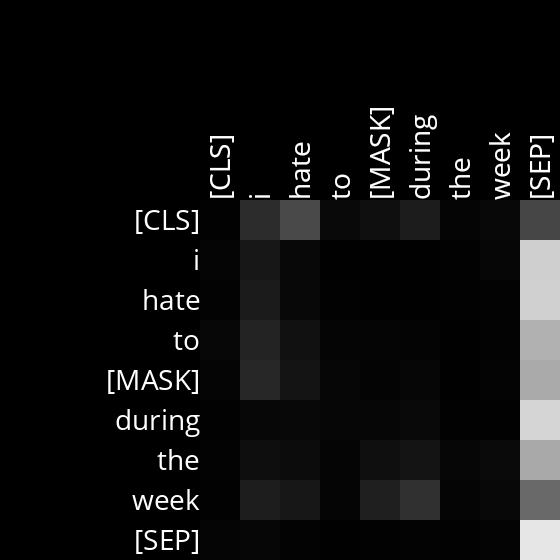 [CLS] i hate to [MASK] during the week [SEP]
[CLS]
i
hate
to
[MASK]
during
the
week
[SEP]